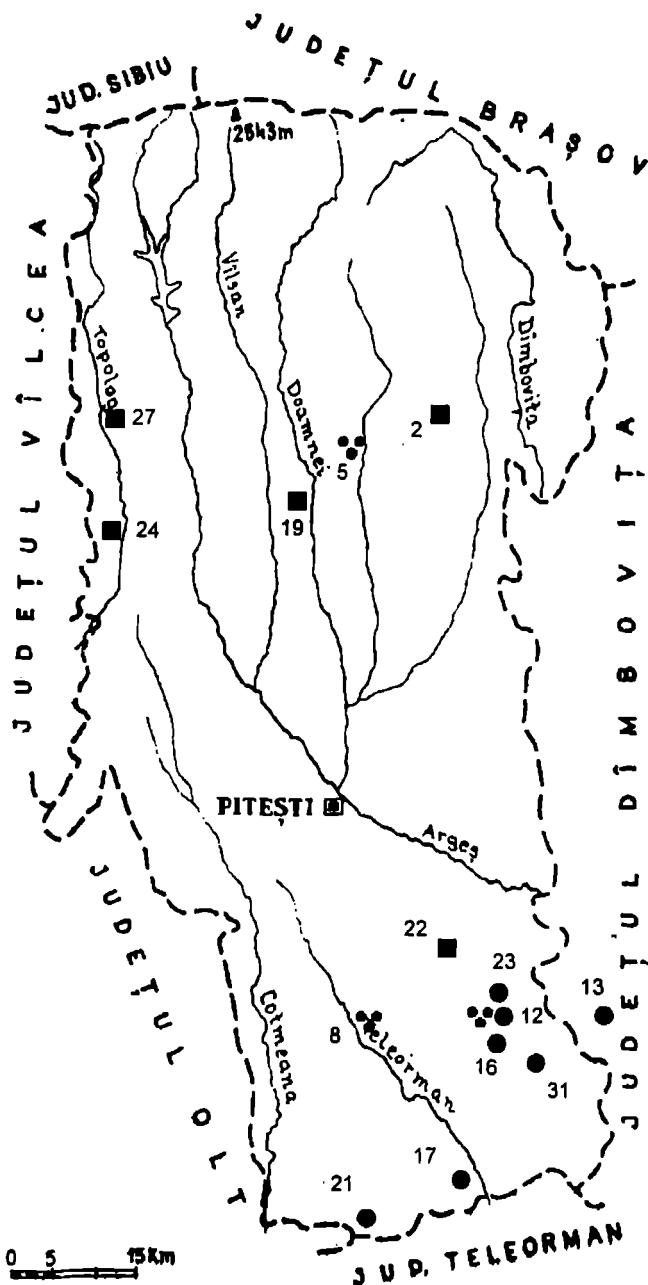 JUD. SIBIU
JUDEȚUL BRAȘOV
2543m
JUDEȚUL VÎLCEA
Topolog
Vîlsan
Doamnei
Dîmbovita
27
5
2
24
19
JUDEȚUL DÎMBOVIȚA
PITEȘTI
Argeș
JUDEȚUL OLT
22
23
13
12
8
Cotmeana
Teleorman
16
31
17
21
0 5 15Km
JUD. TELEORMAN